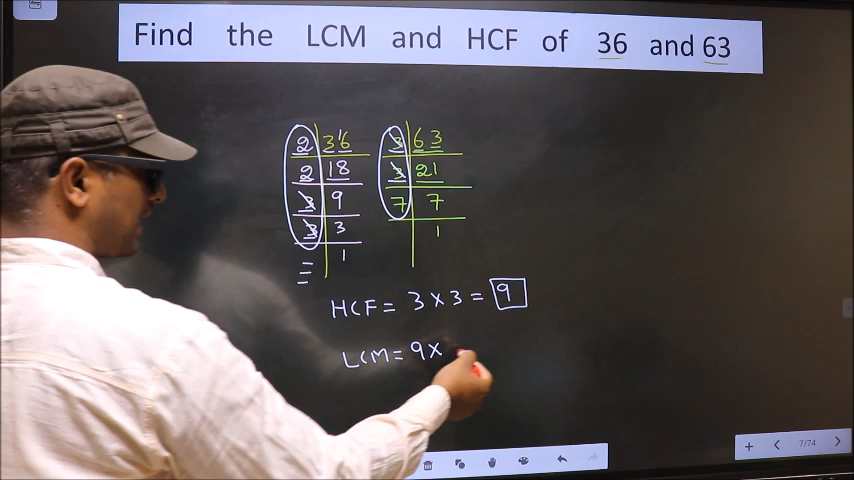 Find the LCM and HCF of 36 and 63
2 36 3 63
2 18 3 21
3 9 7 7
3 3 1
1
HCF = 3 x 3 = 9
LCM = 9 x
7/74